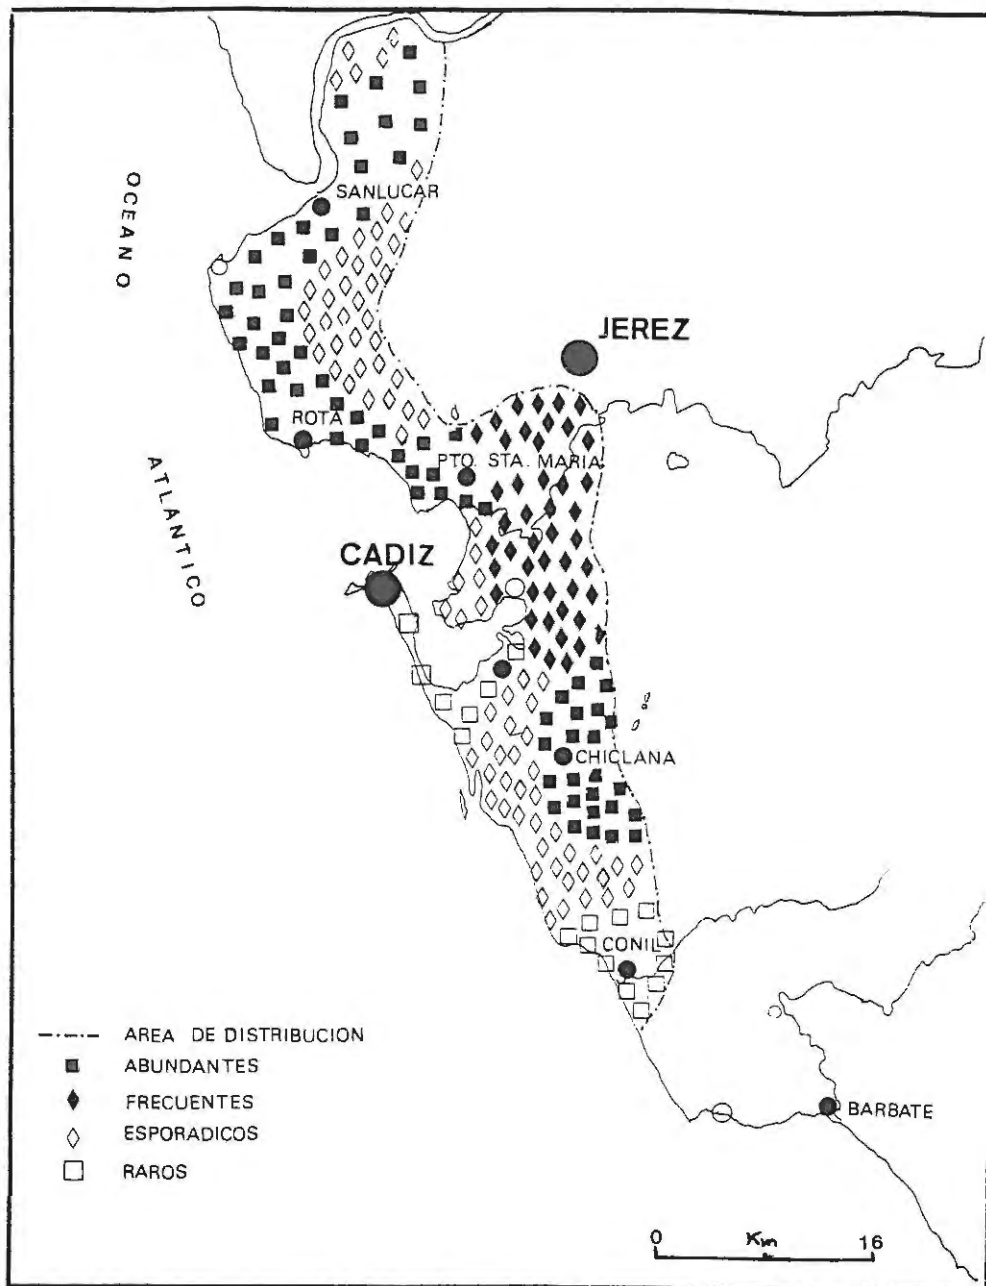 SANLUCAR
OCEANO
JEREZ
ROTA
PTO. STA. MARIA
ATLANTICO
CADIZ
CHICLANA
CONIL
AREA DE DISTRIBUCION
ABUNDANTES
FRECUENTES
BARBATE
ESPORADICOS
RAROS
0 Km 16